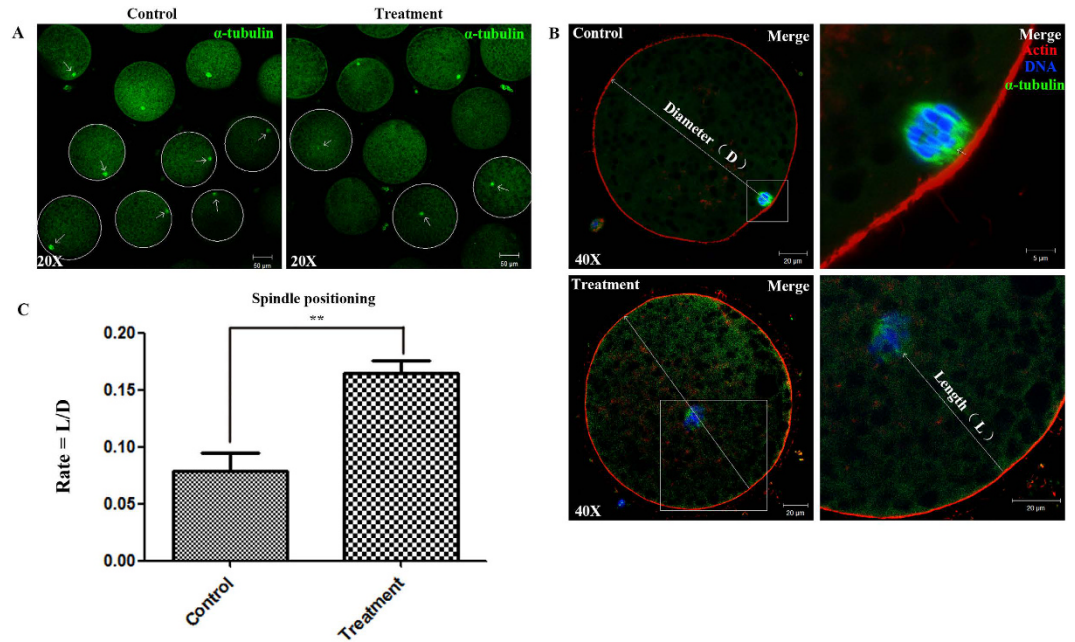 Control
Treatment
A
α-tubulin
α-tubulin
20X
50 μm
20X
50 μm
B
Control
Merge
Diameter（D）
40X
20 μm
Merge
Actin
DNA
α-tubulin
5 μm
Treatment
Merge
40X
20 μm
Length（L）
20 μm
C
Spindle positioning
**
Rate = L/D
0.20
0.15
0.10
0.05
0.00
Control
Treatment